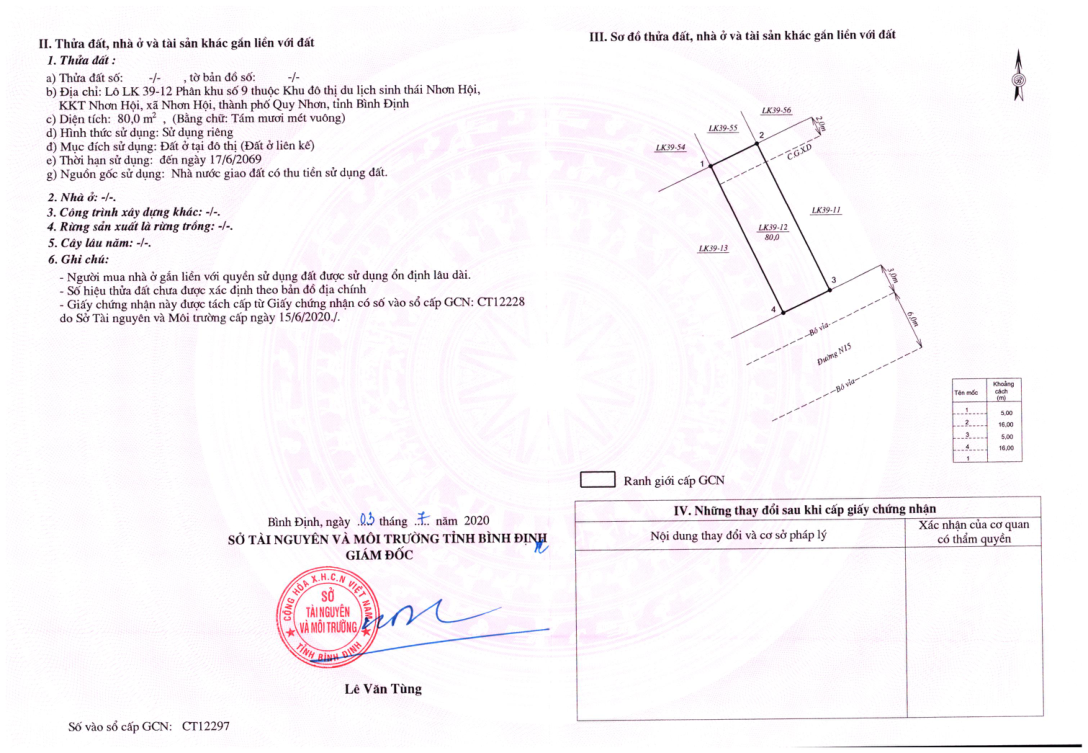 II. Thửa đất, nhà ở và tài sản khác gắn liền với đất
1. Thửa đất :
a) Thửa đất số: -/- , tờ bản đồ số: -/-
b) Địa chỉ: Lô LK 39-12 Phân khu số 9 thuộc Khu đô thị du lịch sinh thái Nhơn Hội,
KKT Nhơn Hội, xã Nhơn Hội, thành phố Quy Nhơn, tỉnh Bình Định
c) Diện tích: 80,0 m² , (Bằng chữ: Tám mươi mét vuông)
d) Hình thức sử dụng: Sử dụng riêng
đ) Mục đích sử dụng: Đất ở tại đô thị (Đất ở liên kế)
e) Thời hạn sử dụng: đến ngày 17/6/2069
g) Nguồn gốc sử dụng: Nhà nước giao đất có thu tiền sử dụng đất.
2. Nhà ở: -/-.
3. Công trình xây dựng khác: -/-.
4. Rừng sản xuất là rừng trồng: -/-.
5. Cây lâu năm: -/-.
6. Ghi chú:
- Người mua nhà ở gắn liền với quyền sử dụng đất được sử dụng ổn định lâu dài.
- Số hiệu thửa đất chưa được xác định theo bản đồ địa chính
- Giấy chứng nhận này được tách cấp từ Giấy chứng nhận có số vào sổ cấp GCN: CT12228
do Sở Tài nguyên và Môi trường cấp ngày 15/6/2020./.
Bình Định, ngày 03 tháng 7 năm 2020
SỞ TÀI NGUYÊN VÀ MÔI TRƯỜNG TỈNH BÌNH ĐỊNH
GIÁM ĐỐC
CỘNG HÒA X.H.C.N VIỆT NAM
SỞ
TÀI NGUYÊN
VÀ MÔI TRƯỜNG
TỈNH BÌNH ĐỊNH
Lê Văn Tùng
Số vào sổ cấp GCN: CT12297
III. Sơ đồ thửa đất, nhà ở và tài sản khác gắn liền với đất
B
LK39-56
LK39-55
2,0m
2
LK39-54
C.G.X.D
1
LK39-11
LK39-12
80,0
LK39-13
3,0m
3
4
6,0m
Bó vỉa
Đường N15
Bó vỉa
Tên mốc
Khoảng
cách
(m)
1
5,00
2
16,00
3
5,00
4
16,00
1
Ranh giới cấp GCN
IV. Những thay đổi sau khi cấp giấy chứng nhận
Nội dung thay đổi và cơ sở pháp lý
Xác nhận của cơ quan
có thẩm quyền